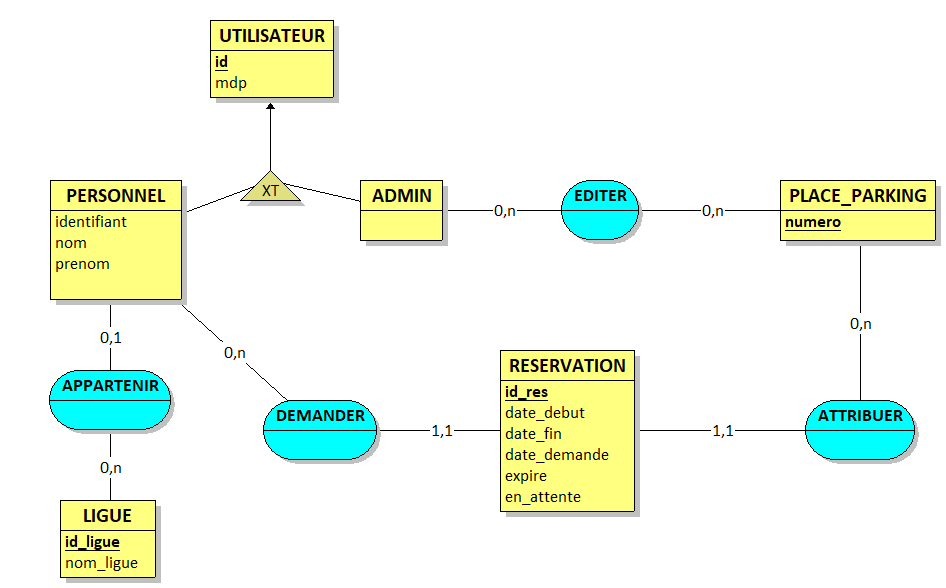 UTILISATEUR
id
mdp
XT
PERSONNEL
identifiant
nom
prenom
ADMIN
0,n
EDITER
0,n
PLACE_PARKING
numero
0,1
0,n
0,n
APPARTENIR
DEMANDER
1,1
RESERVATION
id_res
date_debut
date_fin
date_demande
expire
en_attente
1,1
ATTRIBUER
0,n
LIGUE
id_ligue
nom_ligue